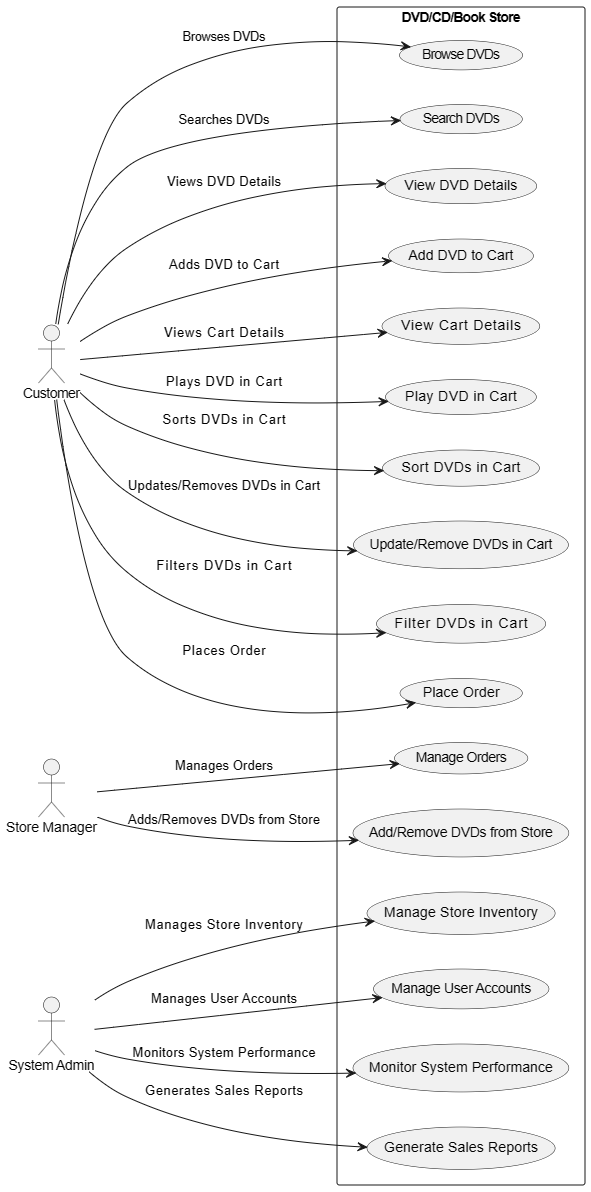 DVD/CD/Book Store
Browses DVDs
Browse DVDs
Searches DVDs
Search DVDs
Views DVD Details
View DVD Details
Adds DVD to Cart
Add DVD to Cart
Views Cart Details
View Cart Details
Customer
Plays DVD in Cart
Play DVD in Cart
Sorts DVDs in Cart
Sort DVDs in Cart
Updates/Removes DVDs in Cart
Update/Remove DVDs in Cart
Filters DVDs in Cart
Filter DVDs in Cart
Places Order
Place Order
Manages Orders
Manage Orders
Store Manager
Adds/Removes DVDs from Store
Add/Remove DVDs from Store
Manages Store Inventory
Manage Store Inventory
Manages User Accounts
Manage User Accounts
System Admin
Monitors System Performance
Monitor System Performance
Generates Sales Reports
Generate Sales Reports